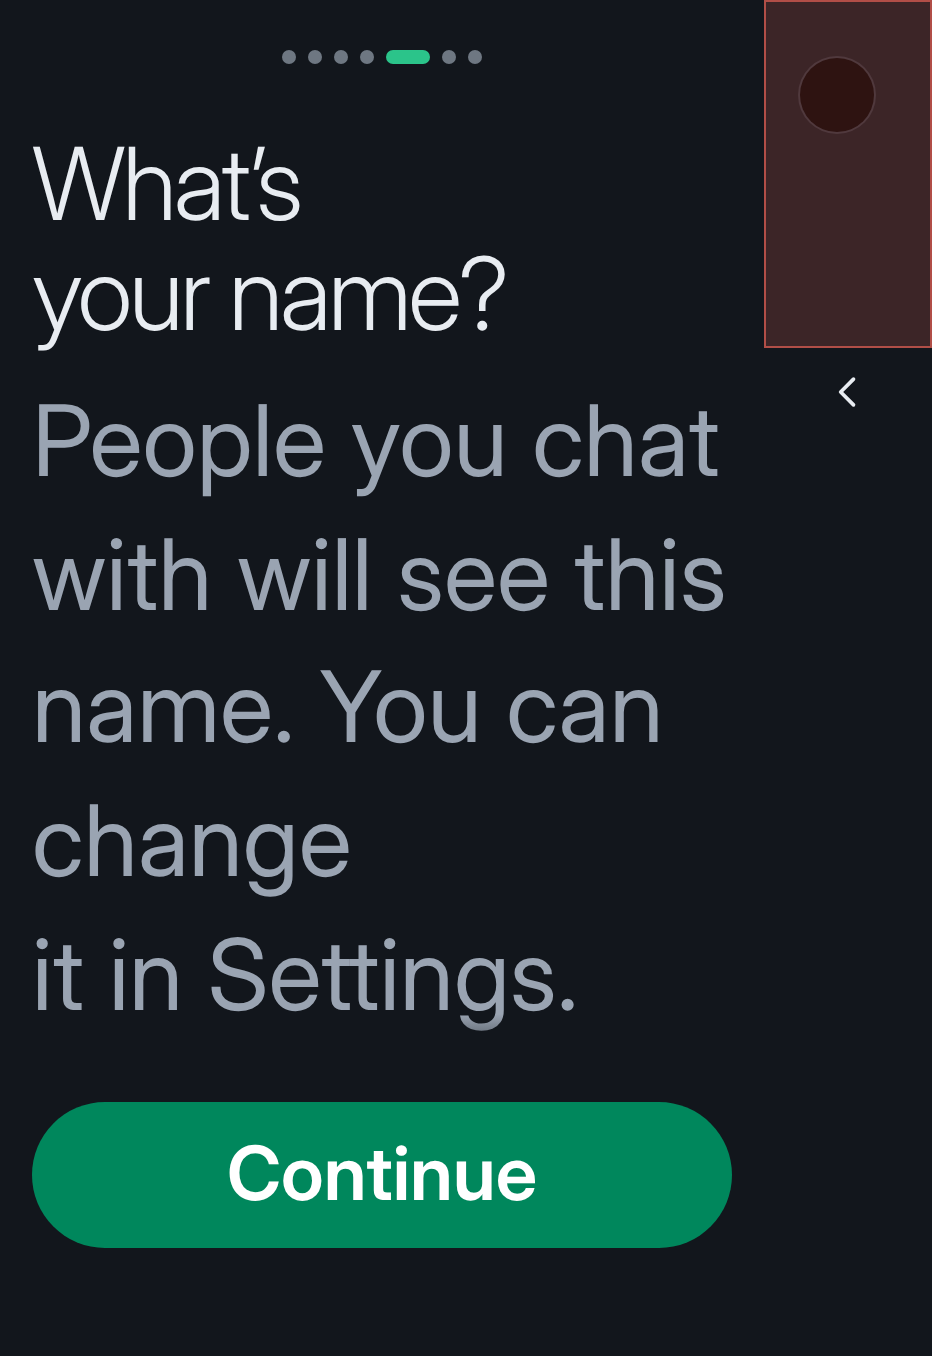 What’s
your name?
People you chat
with will see this
name. You can
change
it in Settings.
Continue